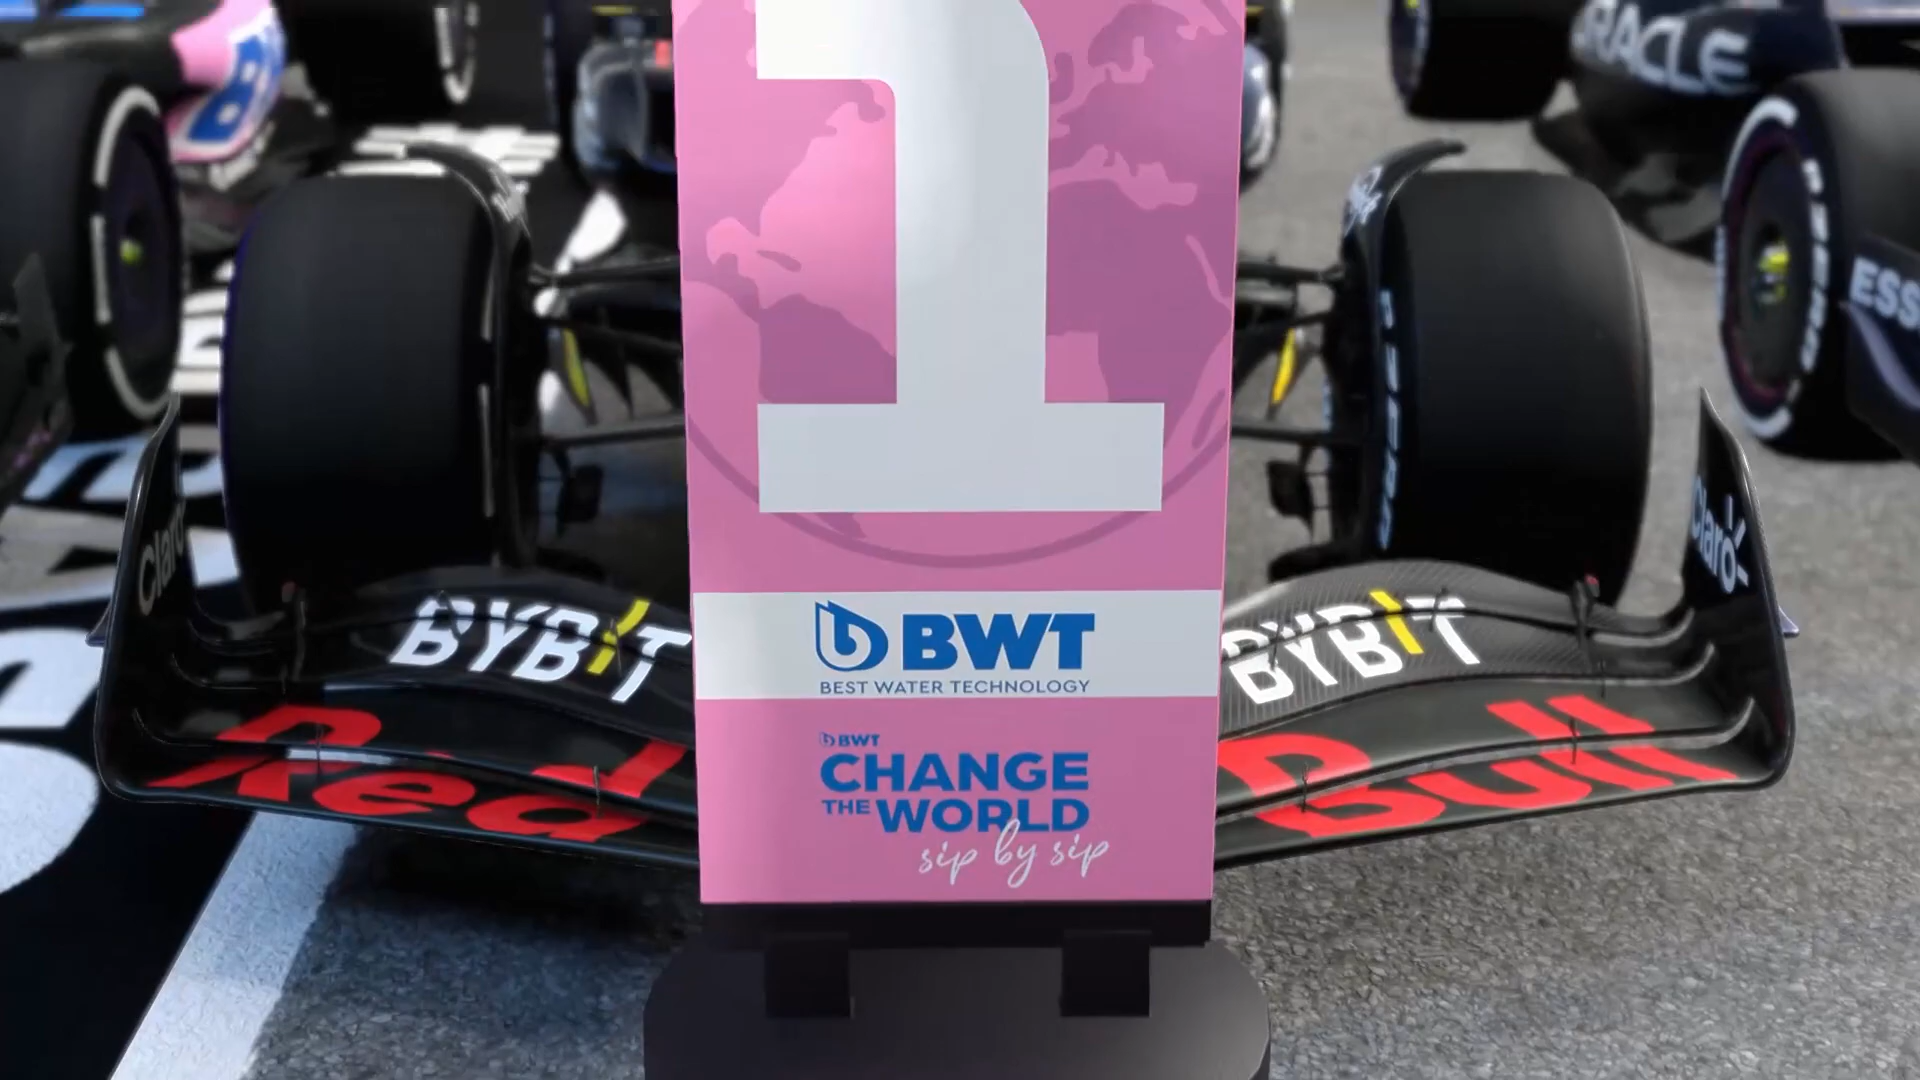 1
ORACLE
ESS
Claro
Claro
BYBIT
BYBIT
Red
Bull
BWT
BEST WATER TECHNOLOGY
BWT
CHANGE
THE WORLD
sip by sip